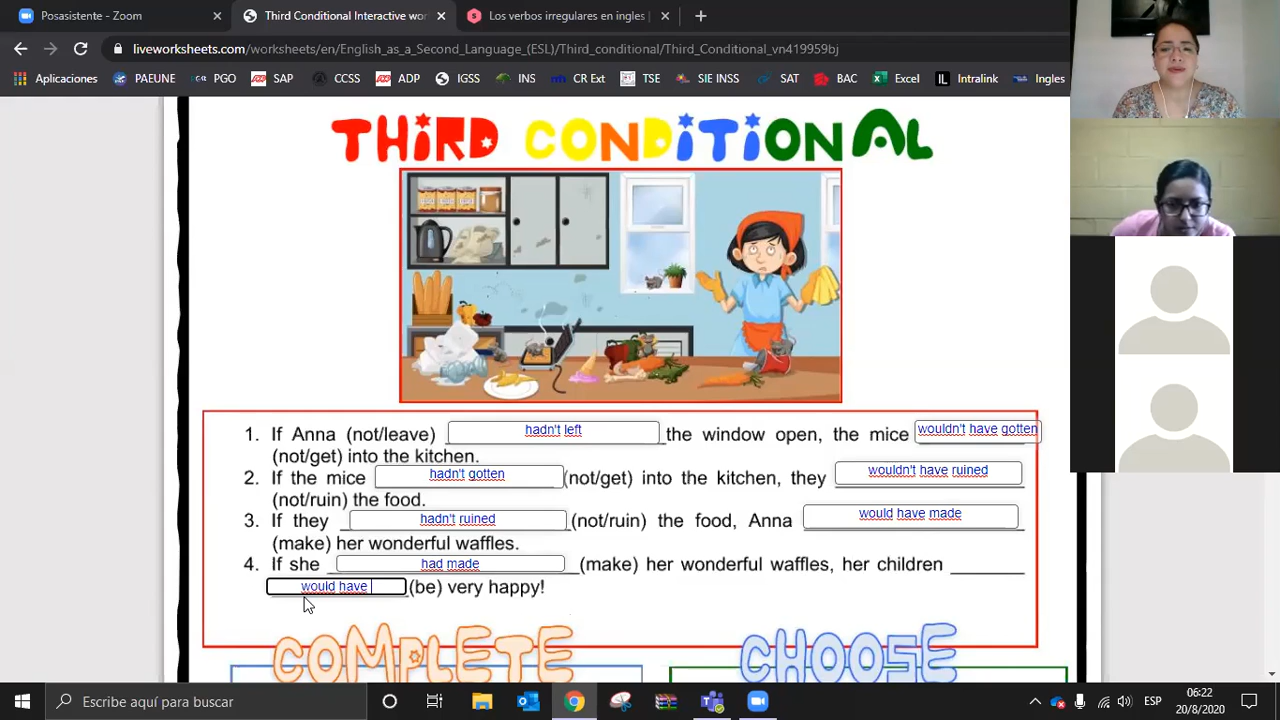 Posasistente - Zoom
Third Conditional Interactive wor
Los verbos irregulares en ingles |
liveworksheets.com/worksheets/en/English_as_a_Second_Language_(ESL)/Third_conditional/Third_Conditional_vn419959bj
Aplicaciones PAEUNE PGO SAP CCSS ADP IGSS INS CR Ext TSE SIE INSS SAT BAC Excel Intralink Ingles
THIRD CONDITIONAL
1. If Anna (not/leave) hadn't left the window open, the mice wouldn't have gotten
(not/get) into the kitchen.
2. If the mice hadn't gotten (not/get) into the kitchen, they wouldn't have ruined
(not/ruin) the food.
3. If they hadn't ruined (not/ruin) the food, Anna would have made
(make) her wonderful waffles.
4. If she had made (make) her wonderful waffles, her children
would have (be) very happy!
COMPLETE CHOOSE
Escribe aquí para buscar
ESP
06:22
20/8/2020